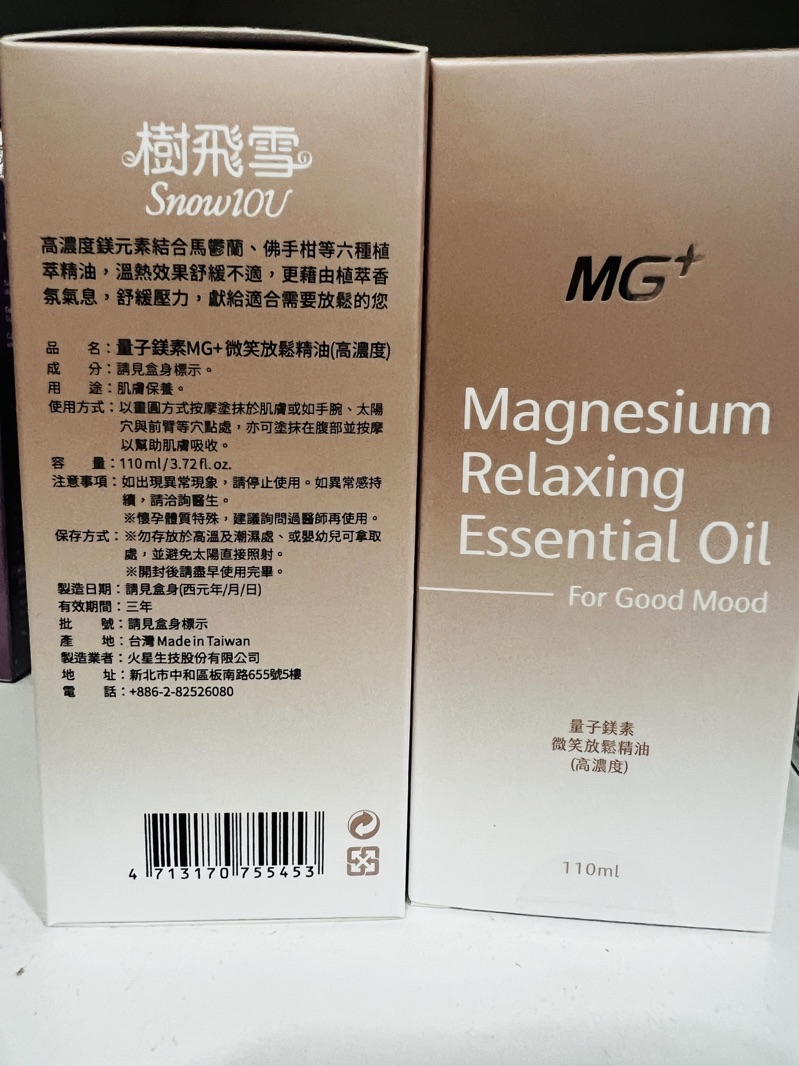 樹飛雪
Snow10U
高濃度鎂元素結合馬鬱蘭、佛手柑等六種植
萃精油，溫熱效果舒緩不適，更藉由植萃香
氛氣息，舒緩壓力，獻給適合需要放鬆的您
品名：量子鎂素MG+微笑放鬆精油(高濃度)
成分：請見盒身標示。
用途：肌膚保養。
使用方式：以畫圓方式按摩塗抹於肌膚或如手腕、太陽
穴與前臂等穴點處，亦可塗抹在腹部並按摩
以幫助肌膚吸收。
容量：110ml/3.72fl.oz.
注意事項：如出現異常現象，請停止使用。如異常感持
續，請洽詢醫生。
※懷孕體質特殊，建議詢問過醫師再使用。
保存方式：※勿存放於高溫及潮濕處、或嬰幼兒可拿取
處，並避免太陽直接照射。
※開封後請盡早使用完畢。
製造日期：請見盒身(西元年/月/日)
有效期間：三年
批號：請見盒身標示
產地：台灣 Made in Taiwan
製造業者：火星生技股份有限公司
地址：新北市中和區板南路655號5樓
電話：+886-2-82526080
4 713170 755453
MG+
Magnesium
Relaxing
Essential Oil
For Good Mood
量子鎂素
微笑放鬆精油
(高濃度)
110ml